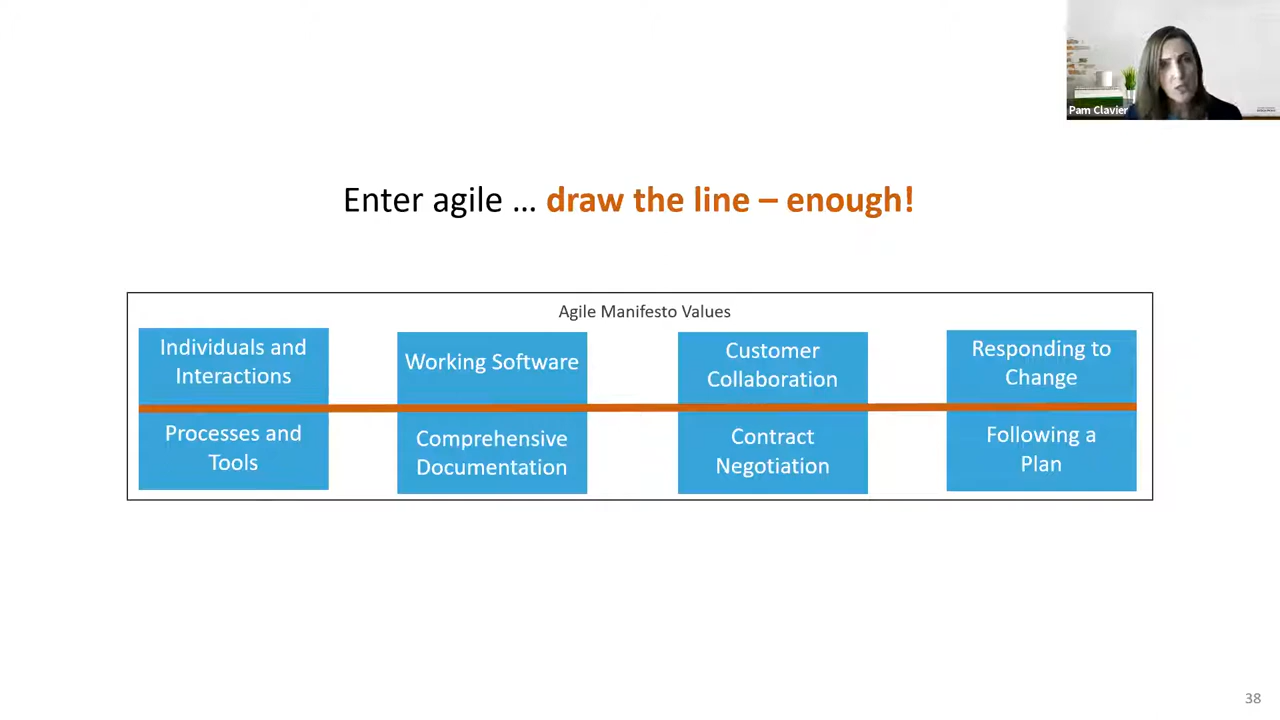 Pam Clavier
Enter agile … draw the line – enough!
Agile Manifesto Values
Individuals and
Interactions
Working Software
Customer
Collaboration
Responding to
Change
Processes and
Tools
Comprehensive
Documentation
Contract
Negotiation
Following a
Plan
38